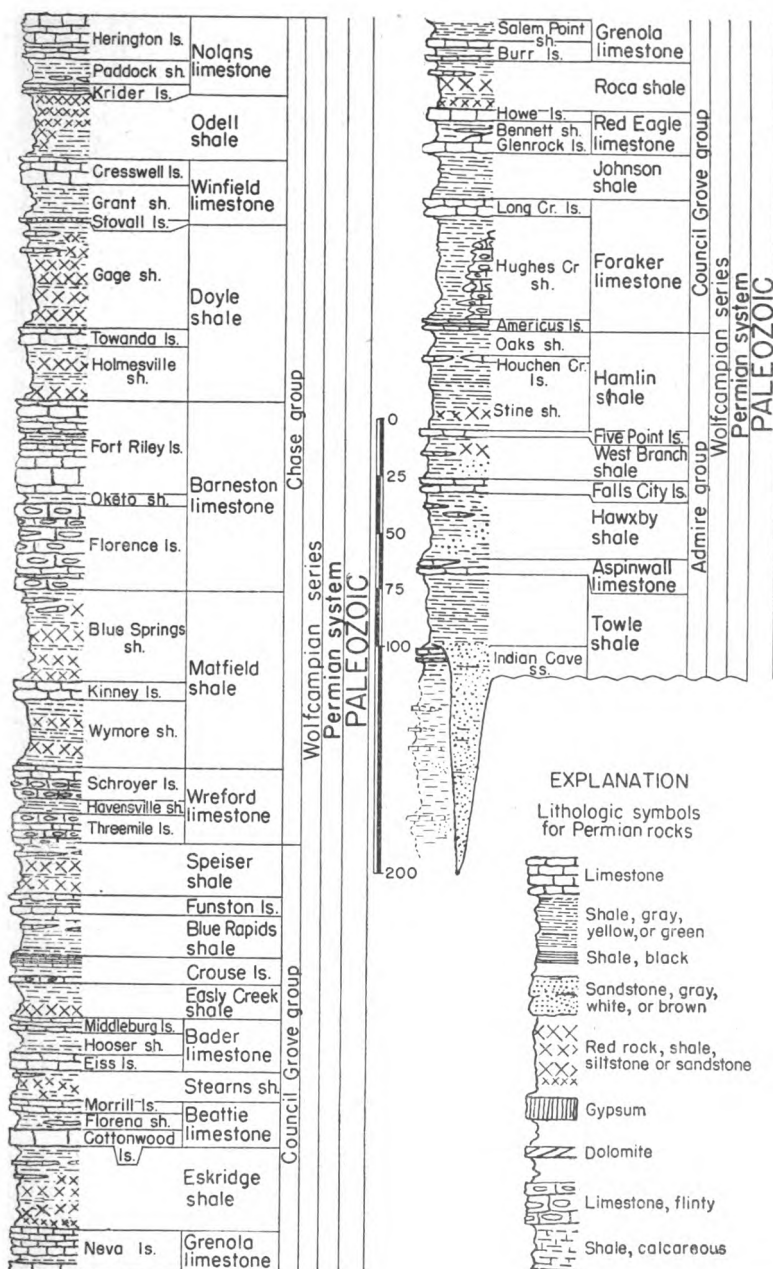 Herington ls.
Nolans
limestone
Paddock sh.
Krider ls.
Odell
shale
Cresswell ls.
Winfield
limestone
Grant sh.
Stovall ls.
Gage sh.
Doyle
shale
Towanda ls.
Holmesville
sh.
Fort Riley ls.
Barneston
limestone
Oketo sh.
Florence ls.
Chase group
Blue Springs
sh.
Matfield
shale
Kinney ls.
Wymore sh.
Schroyer ls.
Wreford
limestone
Havensville sh.
Threemile ls.
Speiser
shale
Funston ls.
Blue Rapids
shale
Crouse ls.
Easly Creek
shale
Middleburg ls.
Bader
limestone
Hooser sh.
Eiss ls.
Stearns sh.
Morrill ls.
Beattie
limestone
Florena sh.
Cottonwood
ls.
Eskridge
shale
Neva ls.
Grenola
limestone
Council Grove group
Wolfcampian series
Permian system
PALEOZOIC
Salem Point
sh.
Grenola
limestone
Burr ls.
Roca shale
Howe ls.
Bennett sh.
Red Eagle
limestone
Glenrock ls.
Johnson
shale
Long Cr. ls.
Hughes Cr
sh.
Foraker
limestone
Americus ls.
Council Grove group
Oaks sh.
Houchen Cr.
ls.
Hamlin
shale
Stine sh.
Five Point ls.
West Branch
shale
Falls City ls.
Hawxby
shale
Aspinwall
limestone
Towle
shale
Indian Cave
ss.
Admire group
Wolfcampian series
Permian system
PALEOZOIC
0
25
50
75
100
200
EXPLANATION
Lithologic symbols
for Permian rocks
Limestone
Shale, gray,
yellow, or green
Shale, black
Sandstone, gray,
white, or brown
Red rock, shale,
siltstone or sandstone
Gypsum
Dolomite
Limestone, flinty
Shale, calcareous